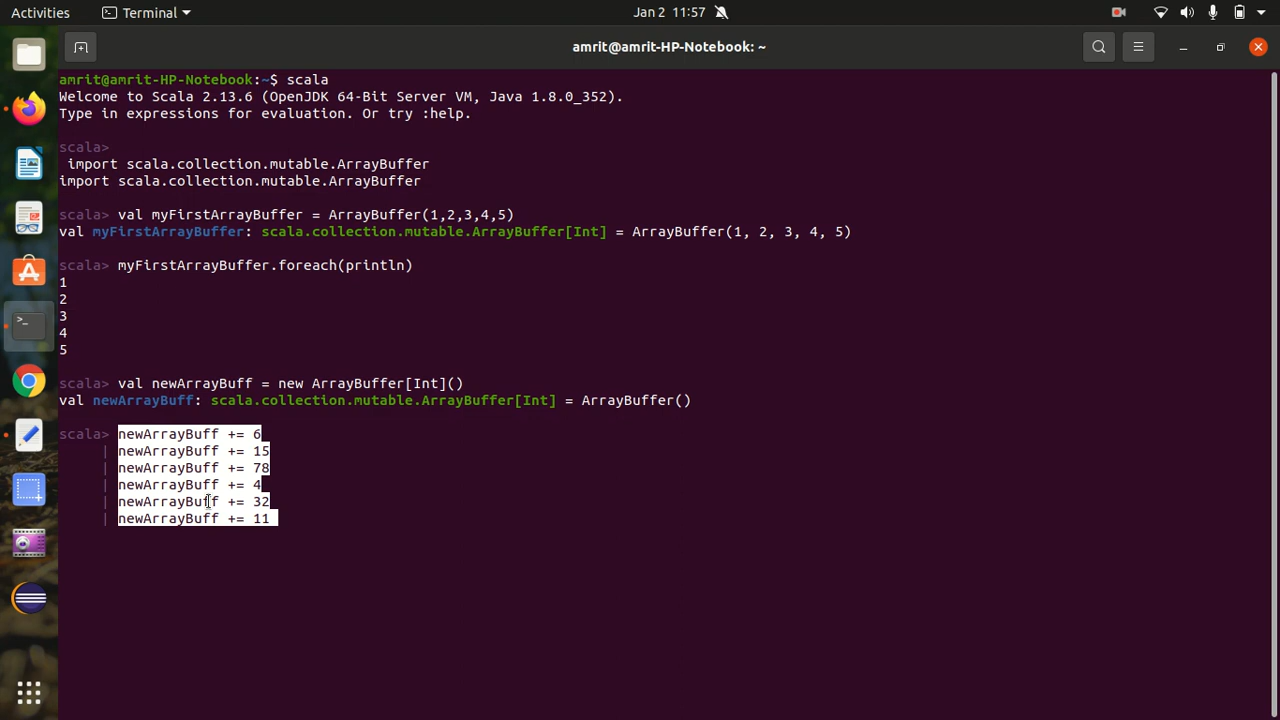 Activities Terminal Jan 2 11:57
amrit@amrit-HP-Notebook: ~
amrit@amrit-HP-Notebook:~$ scala
Welcome to Scala 2.13.6 (OpenJDK 64-Bit Server VM, Java 1.8.0_352).
Type in expressions for evaluation. Or try :help.
scala>
import scala.collection.mutable.ArrayBuffer
import scala.collection.mutable.ArrayBuffer
scala> val myFirstArrayBuffer = ArrayBuffer(1,2,3,4,5)
val myFirstArrayBuffer: scala.collection.mutable.ArrayBuffer[Int] = ArrayBuffer(1, 2, 3, 4, 5)
scala> myFirstArrayBuffer.foreach(println)
1
2
3
4
5
scala> val newArrayBuff = new ArrayBuffer[Int]()
val newArrayBuff: scala.collection.mutable.ArrayBuffer[Int] = ArrayBuffer()
scala> newArrayBuff += 6
| newArrayBuff += 15
| newArrayBuff += 78
| newArrayBuff += 4
| newArrayBuff += 32
| newArrayBuff += 11